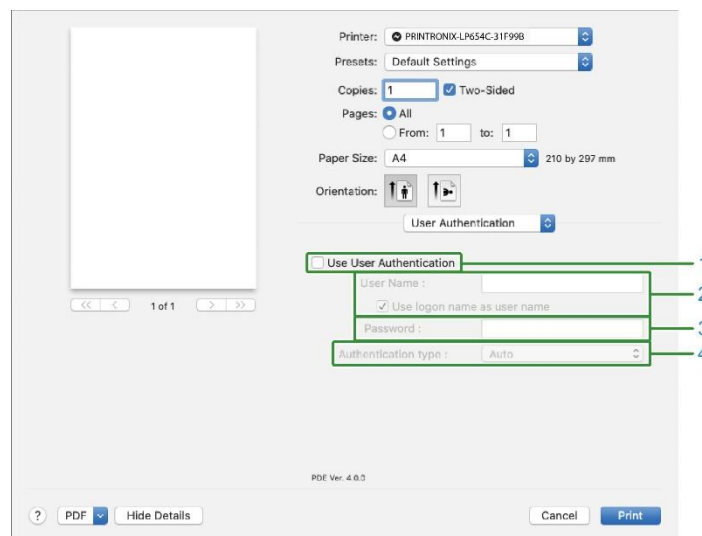 Printer: PRINTRONIX-LP654C-31F99B
Presets: Default Settings
Copies: 1 Two-Sided
Pages: All
From: 1 to: 1
Paper Size: A4 210 by 297 mm
Orientation:
User Authentication
Use User Authentication 1
User Name : 2
Use logon name as user name
Password : 3
Authentication type : Auto 4
<< < 1 of 1 > >>
PDE Ver. 4.0.0
? PDF Hide Details Cancel Print